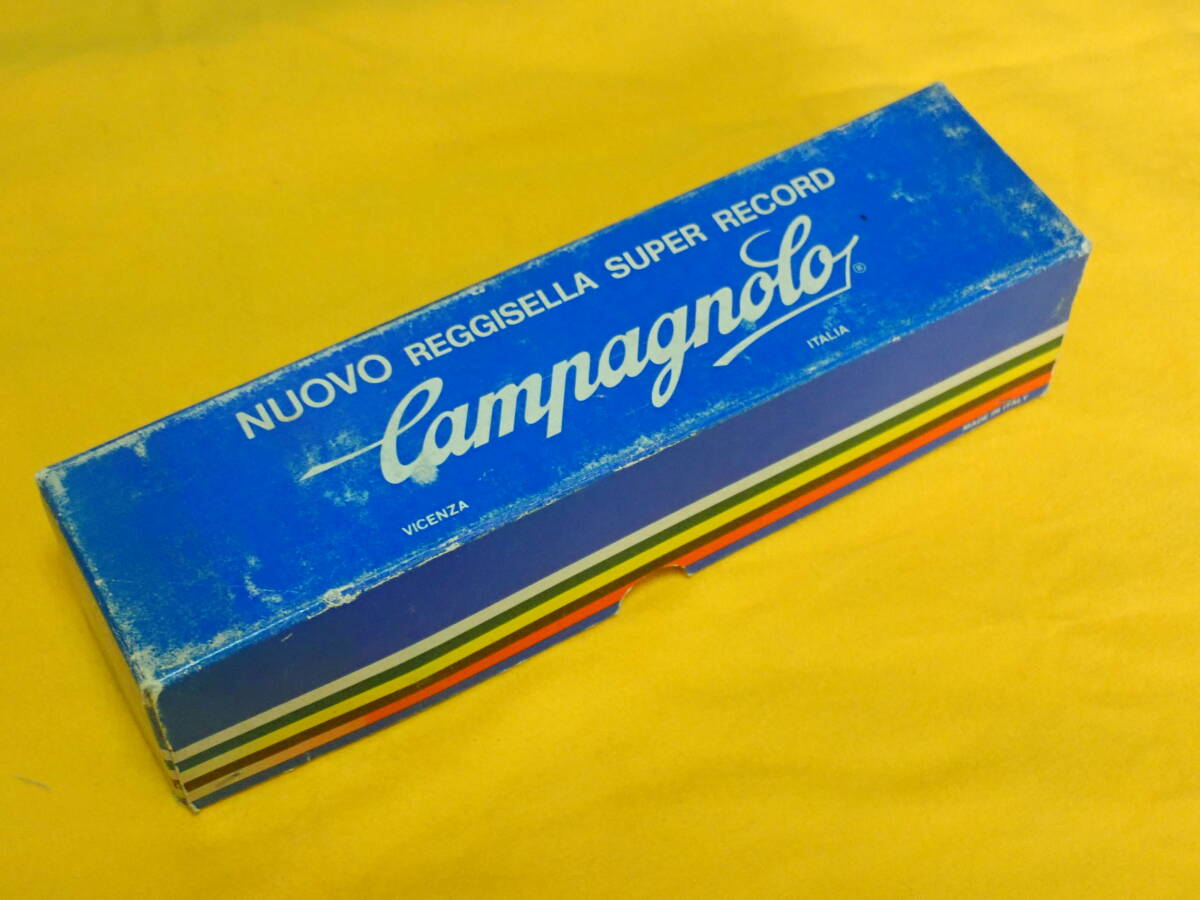 NUOVO REGGISELLA SUPER RECORD
Campagnolo®
VICENZA ITALIA
MADE IN ITALY